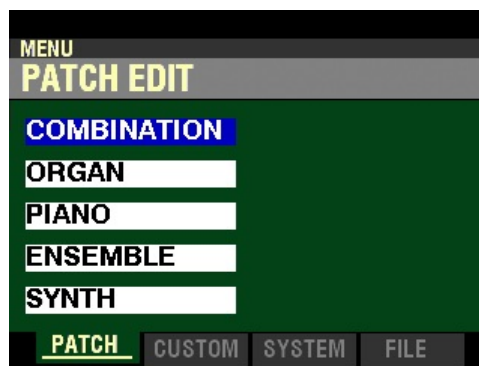 MENU
PATCH EDIT
COMBINATION
ORGAN
PIANO
ENSEMBLE
SYNTH
PATCH CUSTOM SYSTEM FILE